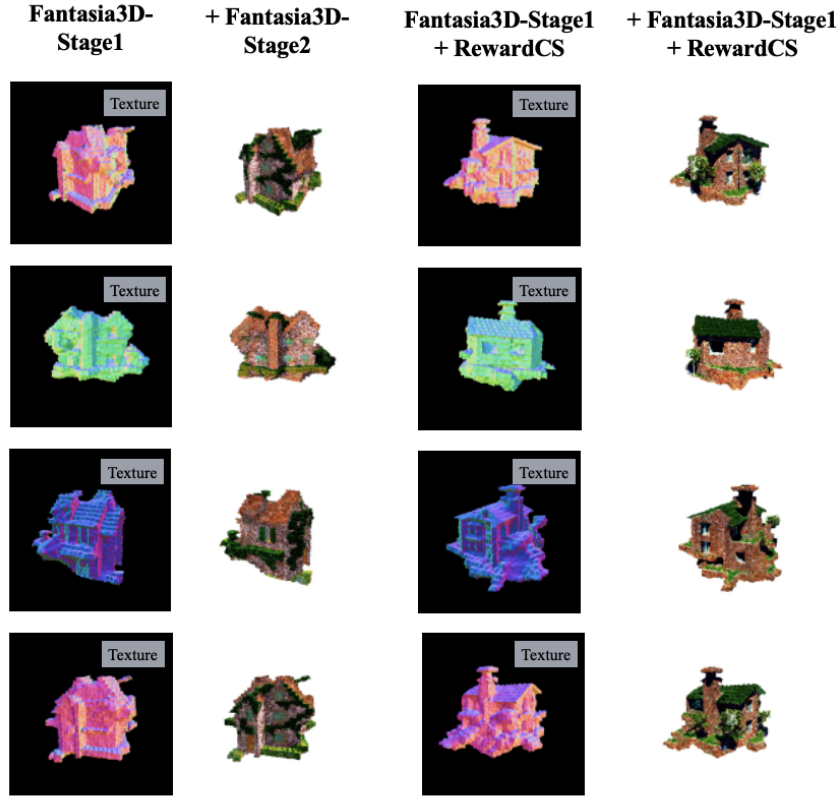 Fantasia3D-
Stage1
+ Fantasia3D-
Stage2
Fantasia3D-Stage1
+ RewardCS
+ Fantasia3D-Stage1
+ RewardCS
Texture
Texture
Texture
Texture
Texture
Texture
Texture
Texture